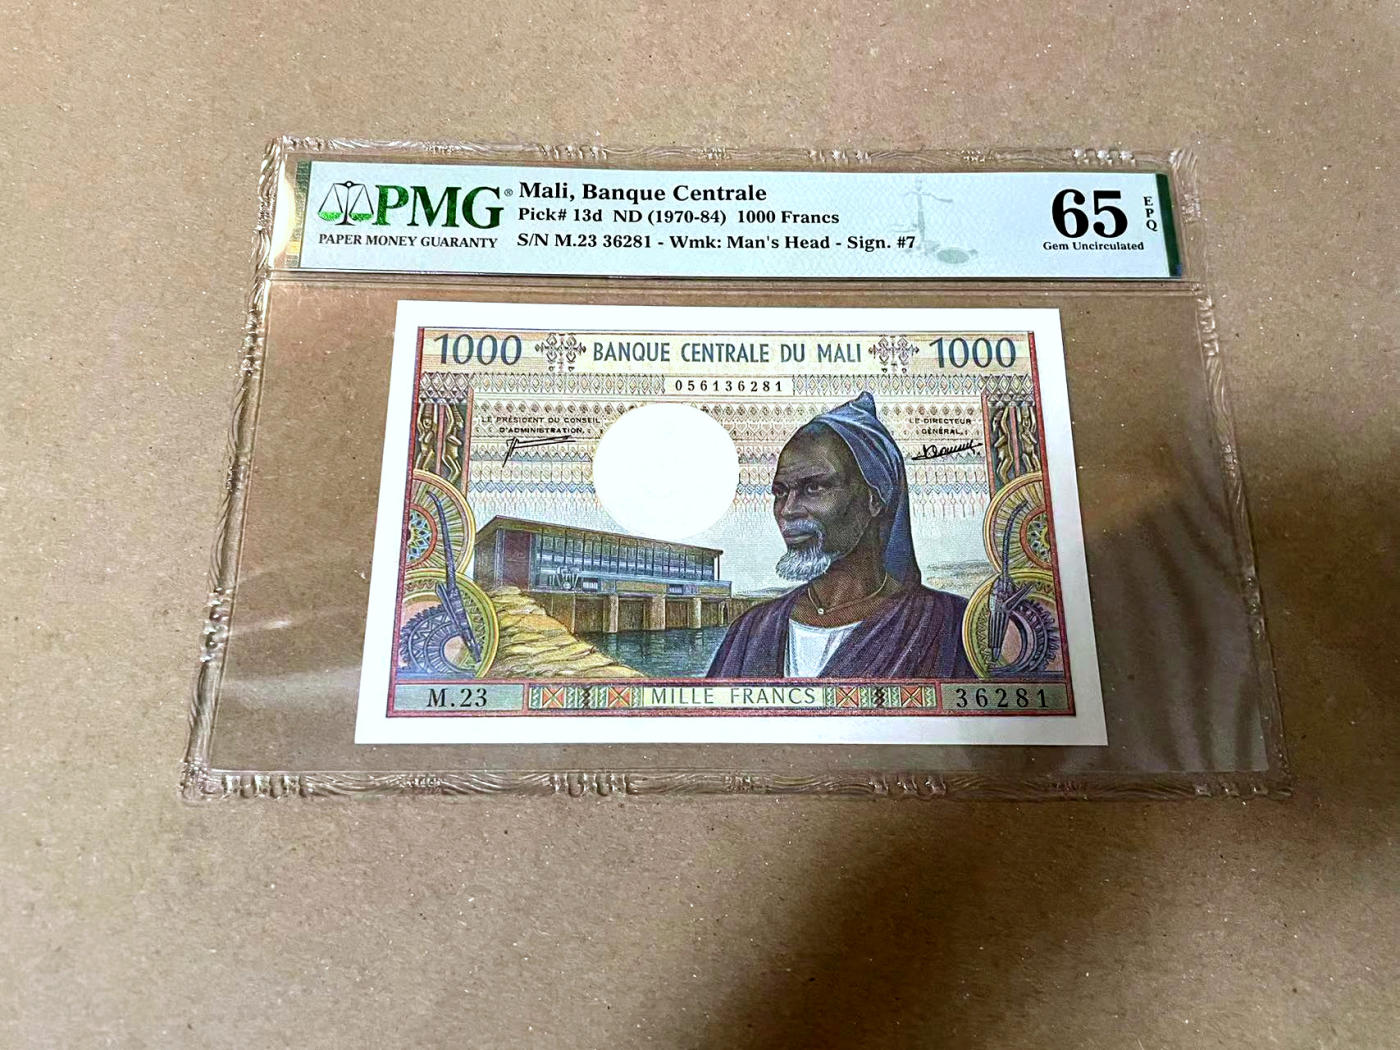 PMG®
PAPER MONEY GUARANTY
Mali, Banque Centrale
Pick# 13d ND (1970-84) 1000 Francs
S/N M.23 36281 - Wmk: Man's Head - Sign. #7
65
EPQ
Gem Uncirculated
1000 BANQUE CENTRALE DU MALI 1000
056136281
LE PRÉSIDENT DU CONSEIL
D'ADMINISTRATION,
LE DIRECTEUR
GÉNÉRAL,
M.23 MILLE FRANCS 36281